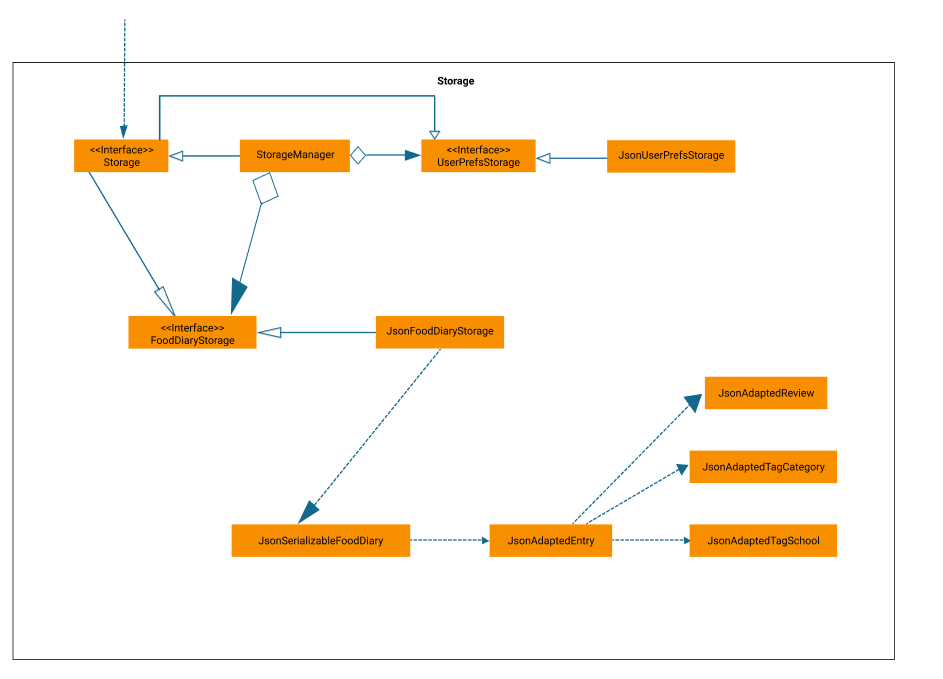 Storage
<<Interface>>
Storage
StorageManager
<<Interface>>
UserPrefsStorage
JsonUserPrefsStorage
<<Interface>>
FoodDiaryStorage
JsonFoodDiaryStorage
JsonAdaptedReview
JsonAdaptedTagCategory
JsonSerializableFoodDiary
JsonAdaptedEntry
JsonAdaptedTagSchool